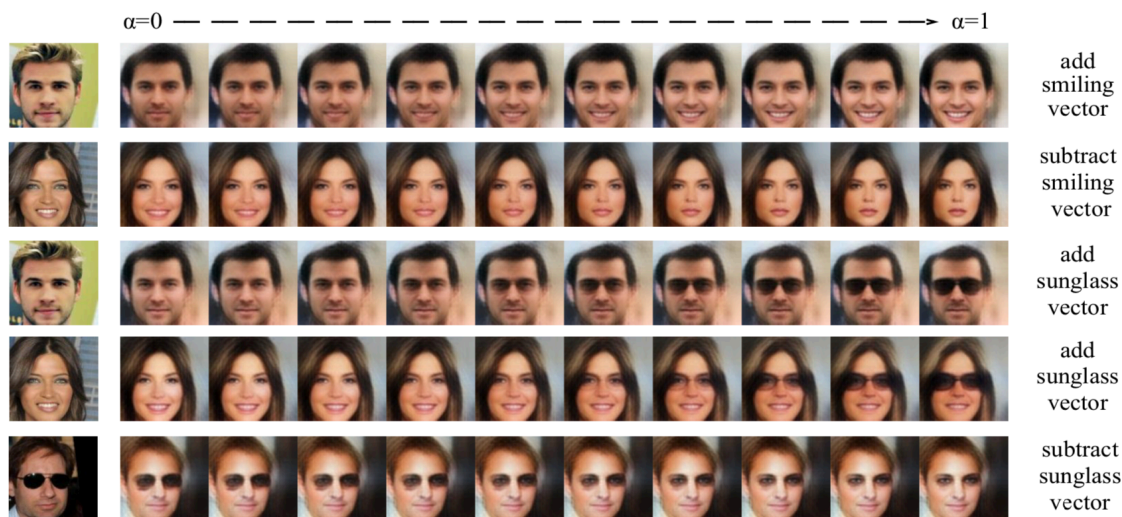 α=0
α=1
add
smiling
vector
subtract
smiling
vector
add
sunglass
vector
add
sunglass
vector
subtract
sunglass
vector